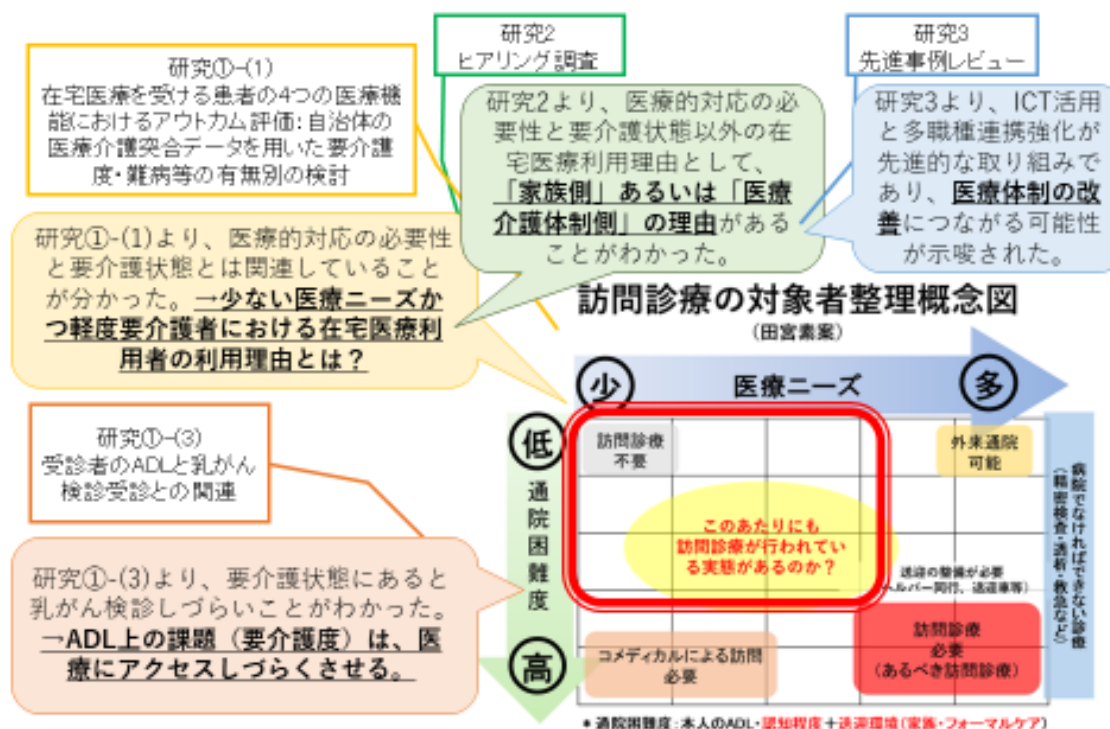 研究①-(1)
在宅医療を受ける患者の4つの医療機
能におけるアウトカム評価：自治体の
医療介護突合データを用いた要介護
度・難病等の有無別の検討
研究2
ヒアリング調査
研究3
先進事例レビュー
研究2より、医療的対応の必
要性と要介護状態以外の在
宅医療利用理由として、
「家族側」あるいは「医療
介護体制側」の理由がある
ことがわかった。
研究3より、ICT活用
と多職種連携強化が
先進的な取り組みで
あり、医療体制の改
善につながる可能性
が示唆された。
研究①-(1)より、医療的対応の必要性
と要介護状態とは関連していること
が分かった。→少ない医療ニーズか
つ軽度要介護者における在宅医療利
用者の利用理由とは？
研究①-(3)
受診者のADLと乳がん
検診受診との関連
研究①-(3)より、要介護状態にあると
乳がん検診しづらいことがわかった。
→ADL上の課題（要介護度）は、医
療にアクセスしづらくさせる。
訪問診療の対象者整理概念図
（田宮素案）
少
医療ニーズ
多
低
通院困難度
高
訪問診療
不要
外来通院
可能
このあたりにも
訪問診療が行われてい
る実態があるのか？
送迎の整備が必要
ヘルパー同行、送迎車等）
コメディカルによる訪問
必要
訪問診療
必要
（あるべき訪問診療）
病院でなければできない診療
（精密検査・透析・救急など）
* 通院困難度：本人のADL・認知程度＋送迎環境（家族・フォーマルケア）